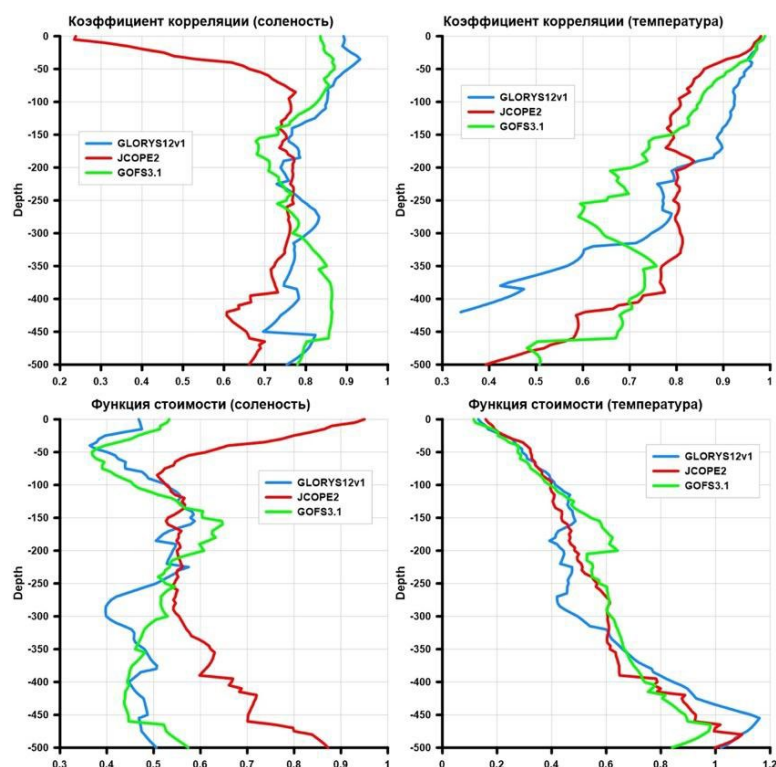 Коэффициент корреляции (соленость)
0
-50
-100
-150
-200
-250
-300
-350
-400
-450
-500
Depth
GLORYS12v1
JCOPE2
GOFS3.1
0.2 0.3 0.4 0.5 0.6 0.7 0.8 0.9 1
Коэффициент корреляции (температура)
0
-50
-100
-150
-200
-250
-300
-350
-400
-450
-500
Depth
GLORYS12v1
JCOPE2
GOFS3.1
0.3 0.4 0.5 0.6 0.7 0.8 0.9 1
Функция стоимости (соленость)
0
-50
-100
-150
-200
-250
-300
-350
-400
-450
-500
Depth
GLORYS12v1
JCOPE2
GOFS3.1
0.3 0.4 0.5 0.6 0.7 0.8 0.9 1
Функция стоимости (температура)
0
-50
-100
-150
-200
-250
-300
-350
-400
-450
-500
Depth
GLORYS12v1
JCOPE2
GOFS3.1
0 0.2 0.4 0.6 0.8 1 1.2